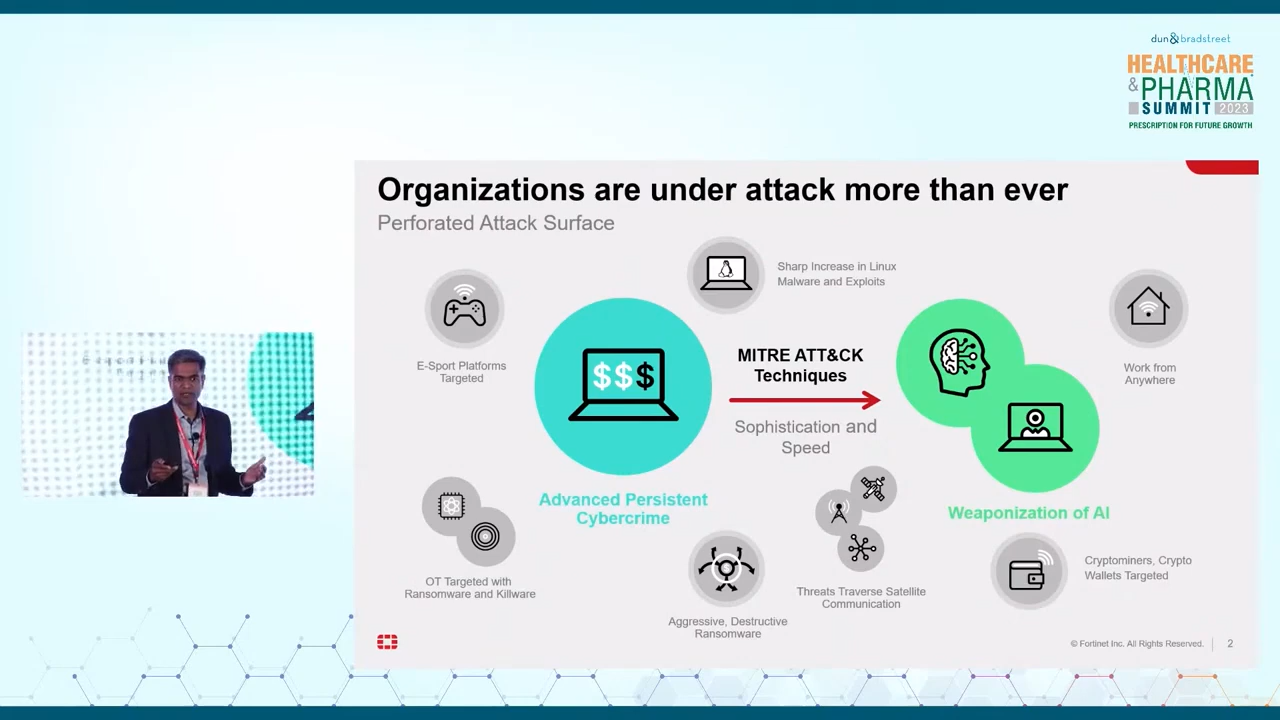 dun&bradstreet
HEALTHCARE
& PHARMA
SUMMIT 2023
PRESCRIPTION FOR FUTURE GROWTH
Organizations are under attack more than ever
Perforated Attack Surface
Sharp Increase in Linux
Malware and Exploits
E-Sport Platforms
Targeted
$$$
MITRE ATT&CK
Techniques
Sophistication and
Speed
Work from
Anywhere
Advanced Persistent
Cybercrime
Weaponization of AI
OT Targeted with
Ransomware and Killware
$
Aggressive, Destructive
Ransomware
Threats Traverse Satellite
Communication
Cryptominers, Crypto
Wallets Targeted
© Fortinet Inc. All Rights Reserved.
2